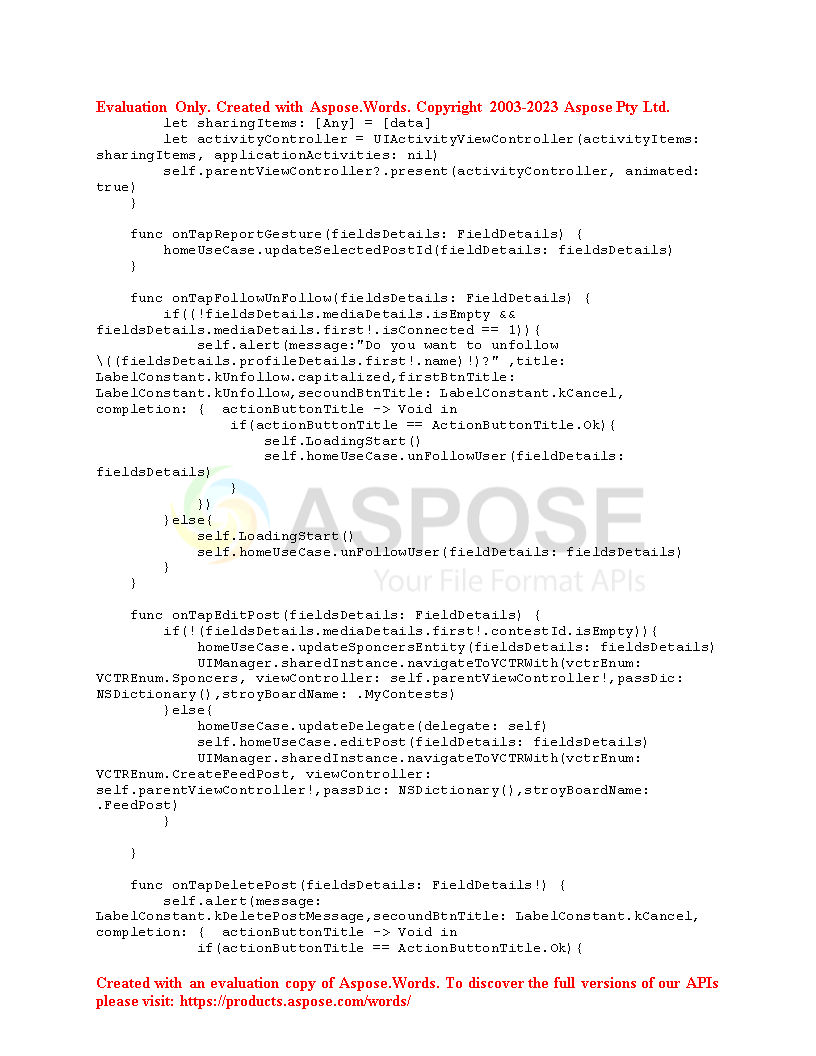 Evaluation Only. Created with Aspose.Words. Copyright 2003-2023 Aspose Pty Ltd.
        let sharingItems: [Any] = [data]
        let activityController = UIActivityViewController(activityItems:
sharingItems, applicationActivities: nil)
        self.parentViewController?.present(activityController, animated:
true)
    }

    func onTapReportGesture(fieldsDetails: FieldDetails) {
        homeUseCase.updateSelectedPostId(fieldDetails: fieldsDetails)
    }

    func onTapFollowUnFollow(fieldsDetails: FieldDetails) {
        if((!fieldsDetails.mediaDetails.isEmpty &&
fieldsDetails.mediaDetails.first!.isConnected == 1)){
            self.alert(message:"Do you want to unfollow
\((fieldsDetails.profileDetails.first!.name)!)?" ,title:
LabelConstant.kUnfollow.capitalized,firstBtnTitle:
LabelConstant.kUnfollow,secoundBtnTitle: LabelConstant.kCancel,
completion: {  actionButtonTitle -> Void in
                if(actionButtonTitle == ActionButtonTitle.Ok){
                    self.LoadingStart()
                    self.homeUseCase.unFollowUser(fieldDetails:
fieldsDetails)
                }
            })
        }else{
            self.LoadingStart()
            self.homeUseCase.unFollowUser(fieldDetails: fieldsDetails)
        }
    }
ASPOSE
Your File Format APIs

    func onTapEditPost(fieldsDetails: FieldDetails) {
        if(!(fieldsDetails.mediaDetails.first!.contestId.isEmpty)){
            homeUseCase.updateSponcersEntity(fieldsDetails: fieldsDetails)
            UIManager.sharedInstance.navigateToVCTRWith(vctrEnum:
VCTREnum.Sponcers, viewController: self.parentViewController!,passDic:
NSDictionary(),stroyBoardName: .MyContests)
        }else{
            homeUseCase.updateDelegate(delegate: self)
            self.homeUseCase.editPost(fieldDetails: fieldsDetails)
            UIManager.sharedInstance.navigateToVCTRWith(vctrEnum:
VCTREnum.CreateFeedPost, viewController:
self.parentViewController!,passDic: NSDictionary(),stroyBoardName:
.FeedPost)
        }

    }

    func onTapDeletePost(fieldsDetails: FieldDetails!) {
        self.alert(message:
LabelConstant.kDeletePostMessage,secoundBtnTitle: LabelConstant.kCancel,
completion: {  actionButtonTitle -> Void in
            if(actionButtonTitle == ActionButtonTitle.Ok){
Created with an evaluation copy of Aspose.Words. To discover the full versions of our APIs
please visit: https://products.aspose.com/words/